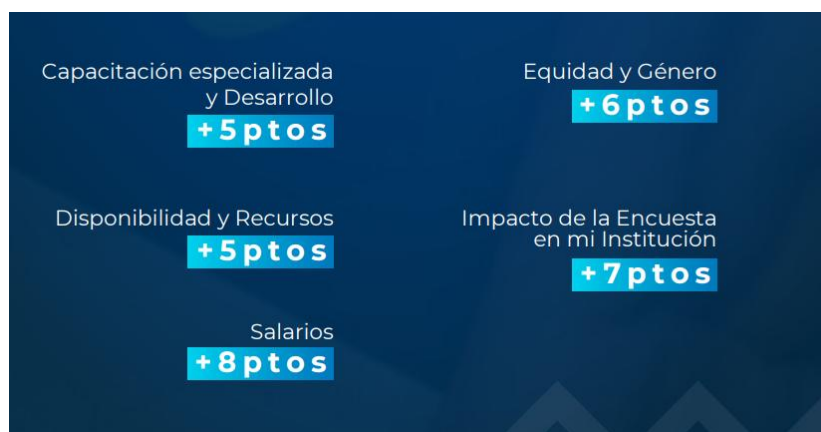 Capacitación especializada
y Desarrollo
+5ptos
Disponibilidad y Recursos
+5ptos
Salarios
+8ptos
Equidad y Género
+6ptos
Impacto de la Encuesta
en mi Institución
+7ptos